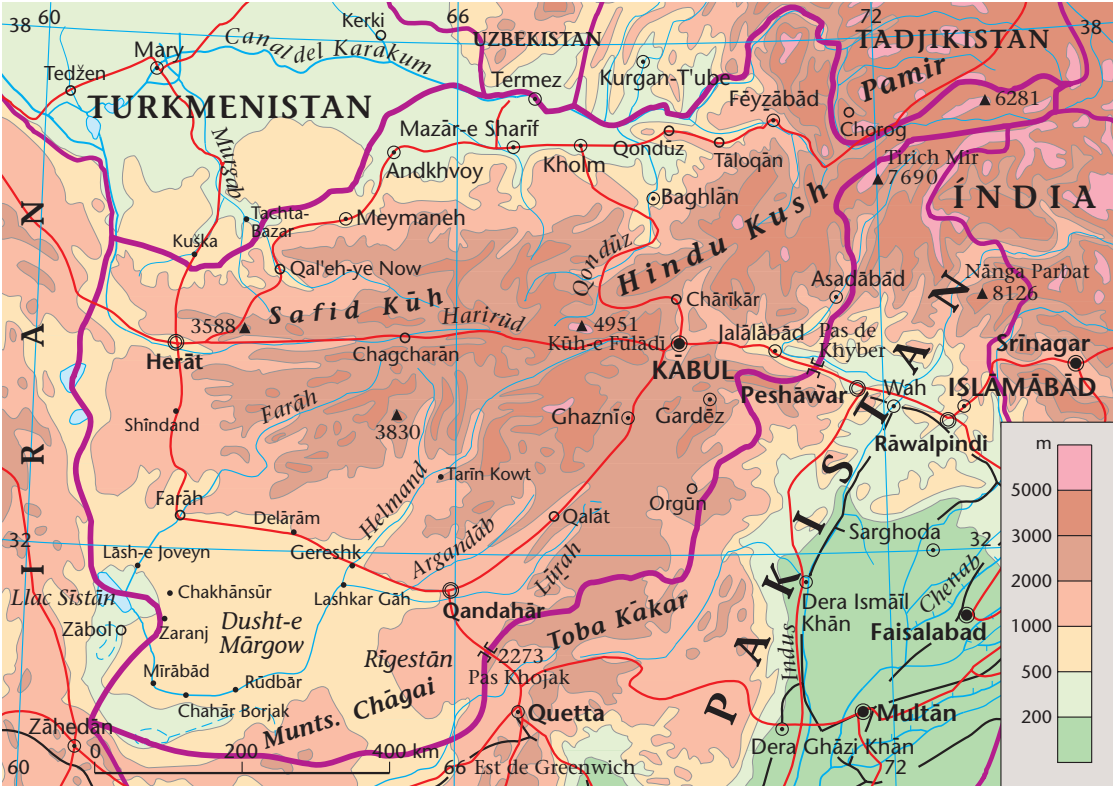 38
60
66
72
38
Kerki
UZBEKISTAN
TADJIKISTAN
Canal del Karakum
Mary
Tedžen
Termez
Kurgan-T'ube
Pamir
TURKMENISTAN
Feyzābād
6281
Chorog
Mazār-e Sharīf
Murgab
Andkhvoy
Kholm
Qondūz
Tāloqān
Tirich Mir
7690
ÍNDIA
Baghlān
Tachta-
Bazar
Meymaneh
Kuška
Hindu Kush
Qal'eh-ye Now
Qondūz
Asadābād
Nānga Parbat
8126
Safid Kūh
Harirūd
Chārīkār
3588
4951
Kūh-e Fūlādī
Jalālābād
Pas de
Khyber
Srīnagar
Herāt
Chagcharān
KĀBUL
Peshāwar
Wah
ISLĀMĀBĀD
Farāh
3830
Ghaznī
Gardēz
Rāwalpindi
Shīndand
IRAN
PAKISTAN
m
5000
3000
2000
1000
500
200
Tarīn Kowt
Helmand
Orgūn
Farāh
Delārām
Qalāt
Gereshk
Argandāb
Lūṟah
Sarghoda
32
32
Lāsh-e Joveyn
Chakhānsūr
Lashkar Gāh
Qandahār
Toba Kākar
Chenab
Llac Sīstān
Zābol
Zaranj
Dusht-e
Mārgow
Dera Ismāīl
Khān
Faisalabad
Rīgestān
2273
Pas Khojak
Indus
Mīrābād
Rūdbār
Chahār Borjak
Munts. Chāgai
Quetta
Multān
Zāhedān
0
200
400 km
Dera Ghāzi Khān
60
66 Est de Greenwich
72